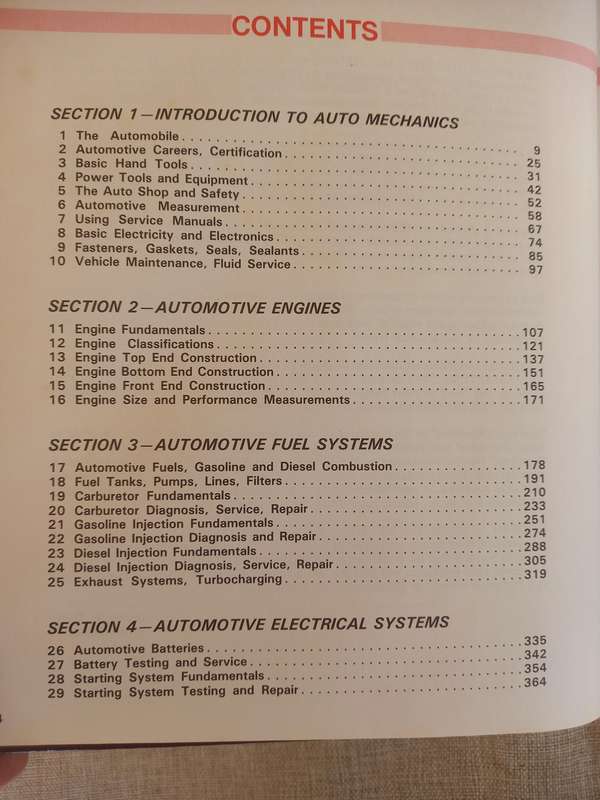 CONTENTS
SECTION 1—INTRODUCTION TO AUTO MECHANICS
1 The Automobile . . . . . . . . . . 9
2 Automotive Careers, Certification . . . . . . . . . . 25
3 Basic Hand Tools . . . . . . . . . . 31
4 Power Tools and Equipment . . . . . . . . . . 42
5 The Auto Shop and Safety . . . . . . . . . . 52
6 Automotive Measurement . . . . . . . . . . 58
7 Using Service Manuals . . . . . . . . . . 67
8 Basic Electricity and Electronics . . . . . . . . . . 74
9 Fasteners, Gaskets, Seals, Sealants . . . . . . . . . . 85
10 Vehicle Maintenance, Fluid Service . . . . . . . . . . 97
SECTION 2—AUTOMOTIVE ENGINES
11 Engine Fundamentals . . . . . . . . . . 107
12 Engine Classifications . . . . . . . . . . 121
13 Engine Top End Construction . . . . . . . . . . 137
14 Engine Bottom End Construction . . . . . . . . . . 151
15 Engine Front End Construction . . . . . . . . . . 165
16 Engine Size and Performance Measurements . . . . . . . . . . 171
SECTION 3—AUTOMOTIVE FUEL SYSTEMS
17 Automotive Fuels, Gasoline and Diesel Combustion . . . . . . . . . . 178
18 Fuel Tanks, Pumps, Lines, Filters . . . . . . . . . . 191
19 Carburetor Fundamentals . . . . . . . . . . 210
20 Carburetor Diagnosis, Service, Repair . . . . . . . . . . 233
21 Gasoline Injection Fundamentals . . . . . . . . . . 251
22 Gasoline Injection Diagnosis and Repair . . . . . . . . . . 274
23 Diesel Injection Fundamentals . . . . . . . . . . 288
24 Diesel Injection Diagnosis, Service, Repair . . . . . . . . . . 305
25 Exhaust Systems, Turbocharging . . . . . . . . . . 319
SECTION 4—AUTOMOTIVE ELECTRICAL SYSTEMS
26 Automotive Batteries . . . . . . . . . . 335
27 Battery Testing and Service . . . . . . . . . . 342
28 Starting System Fundamentals . . . . . . . . . . 354
29 Starting System Testing and Repair . . . . . . . . . . 364